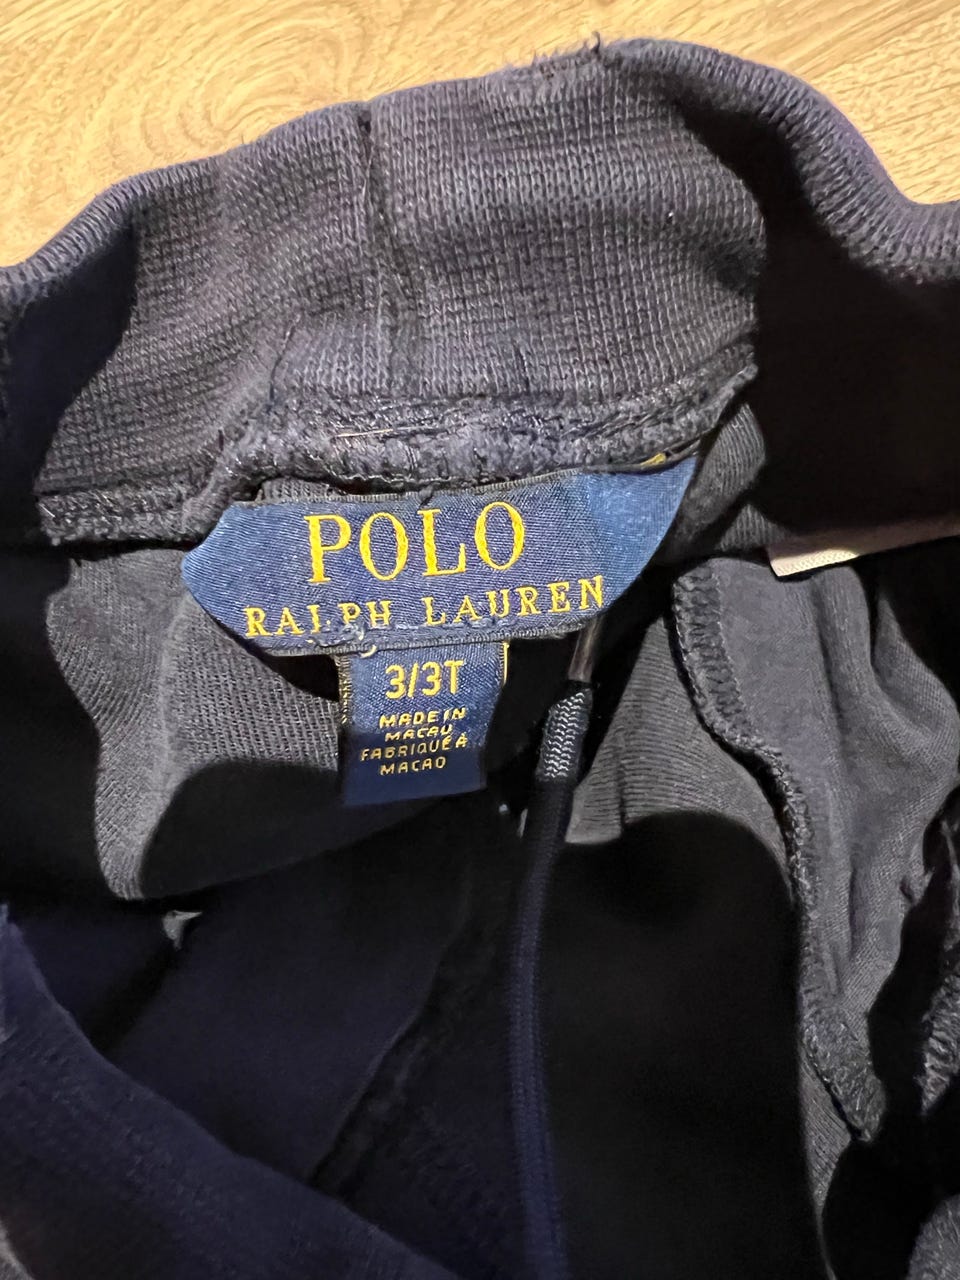 POLO
RALPH LAUREN
3/3T
MADE IN
MACAU
FABRIQUÉ À
MACAO